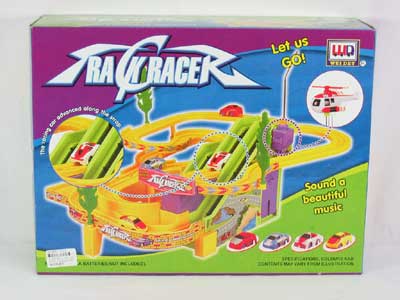 TRACK RACER
Let us
GO!
WEI DEY
The racing car advanced along the strop
Sound a
beautiful
music
BATTERIES(NOT INCLUDED).
SPECIFICATIONS, COLOURS AND
CONTENTS MAY VARY FROM ILLUSTRATION.